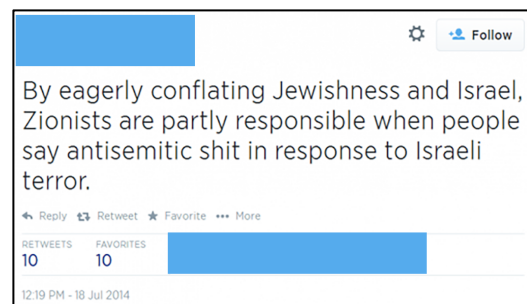 Follow
By eagerly conflating Jewishness and Israel,
Zionists are partly responsible when people
say antisemitic shit in response to Israeli
terror.
Reply Retweet Favorite More
RETWEETS FAVORITES
10 10
12:19 PM - 18 Jul 2014